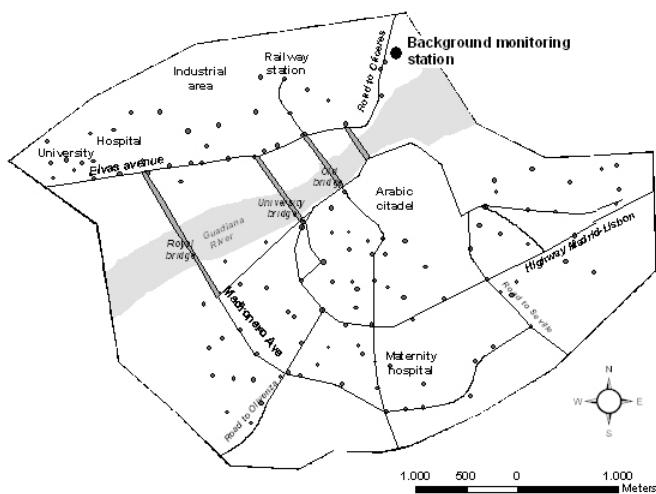 Background monitoring
station
Railway
station
Road to Cáceres
Industrial
area
Hospital
University
Elvas avenue
Old
bridge
Arabic
citadel
University
bridge
Guadiana
River
Royal
bridge
Highway Madrid-Lisbon
Road to Seville
Maternity
hospital
Road to Olivenza
N
W
E
S
1.000
500
0
1.000
Meters